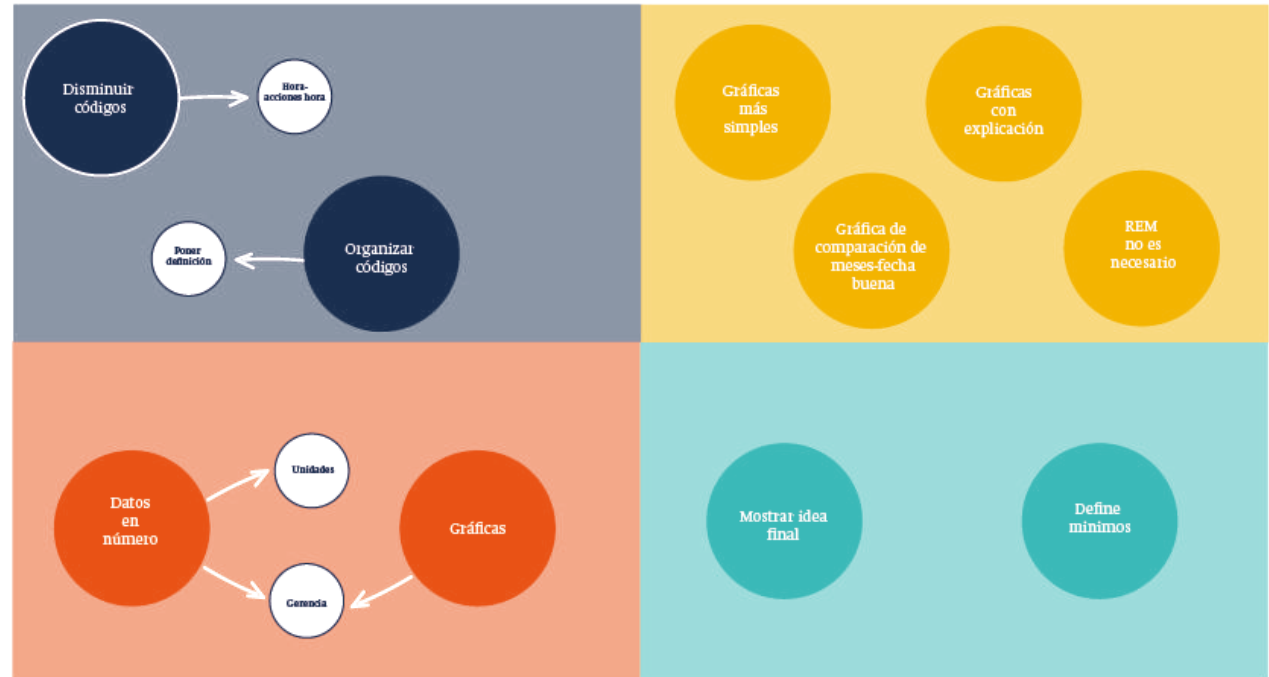 Disminuir
códigos
Hora-
acciones hora
Poner
definición
Organizar
códigos
Gráficas
más
simples
Gráficas
con
explicación
Gráfica de
comparación de
meses-fecha
buena
REM
no es
necesario
Datos
en
número
Unidades
Gerencia
Gráficas
Mostrar idea
final
Define
minimos